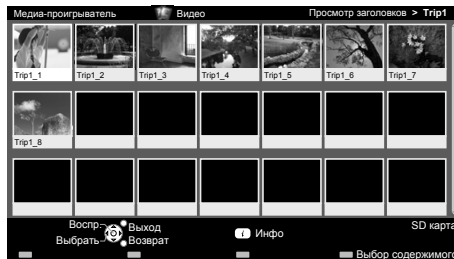 Медиа-проигрыватель Видео Просмотр заголовков > Trip1
Trip1_1 Trip1_2 Trip1_3 Trip1_4 Trip1_5 Trip1_6 Trip1_7
Trip1_8
Воспр. Выход SD карта
Выбрать Возврат i Инфо
Выбор содержимого